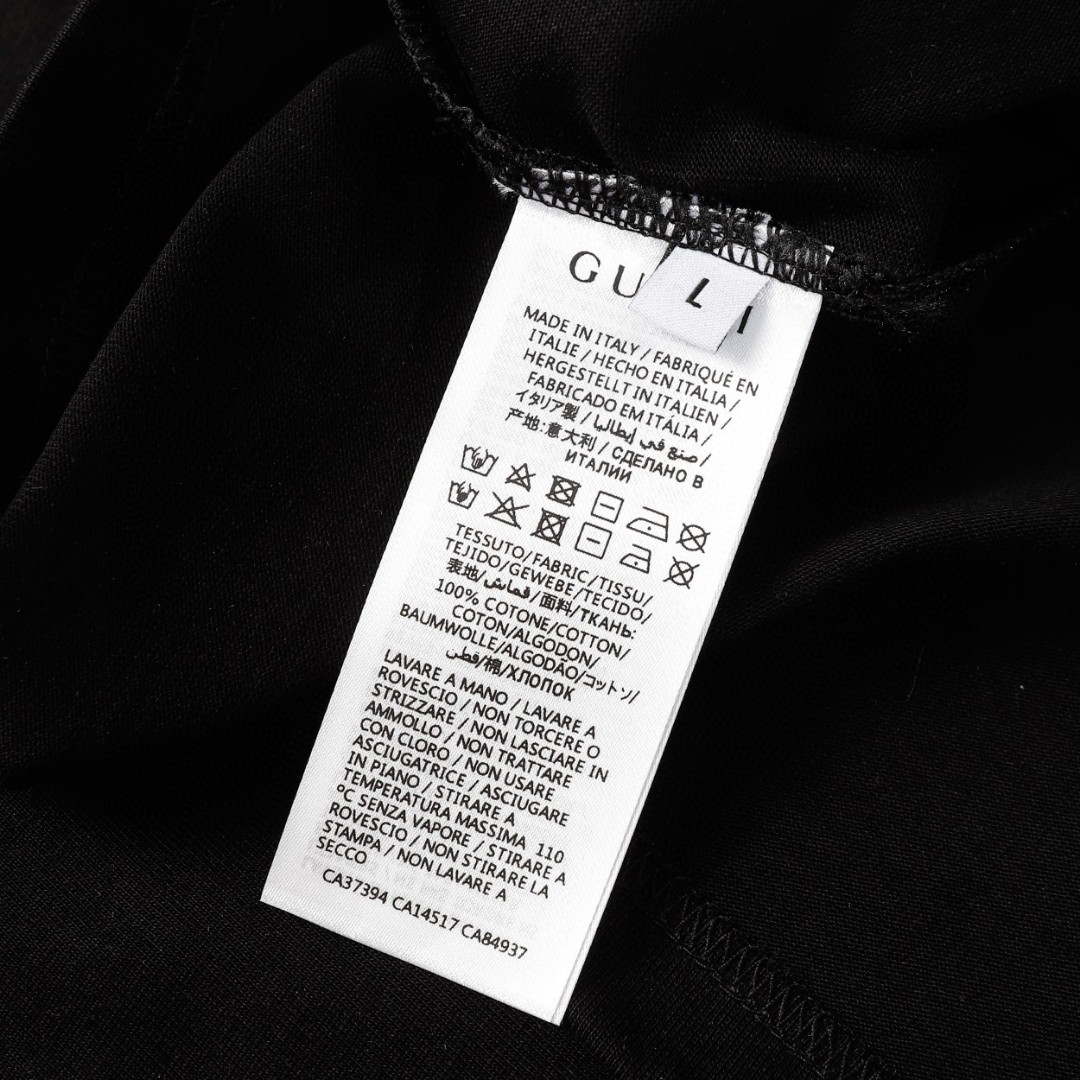 GU
L
I
MADE IN ITALY / FABRIQUÉ EN
ITALIE / HECHO EN ITALIA /
HERGESTELLT IN ITALIEN /
FABRICADO EM ITÁLIA /
イタリア製 / صنع في إيطاليا /
产地:意大利 / СДЕЛАНО В
ИТАЛИИ
TESSUTO/FABRIC/TISSU/
TEJIDO/GEWEBE/TECIDO/
表地/قماش/面料/ТКАНЬ:
100% COTONE/COTTON/
COTON/ALGODON/
BAUMWOLLE/ALGODÃO/コットン/
قطن/棉/ХЛОПОК
LAVARE A MANO / LAVARE A
ROVESCIO / NON TORCERE O
STRIZZARE / NON LASCIARE IN
AMMOLLO / NON TRATTARE
CON CLORO / NON USARE
ASCIUGATRICE / ASCIUGARE
IN PIANO / STIRARE A
TEMPERATURA MASSIMA 110
°C SENZA VAPORE / STIRARE A
ROVESCIO / NON STIRARE LA
STAMPA / NON LAVARE A
SECCO
CA37394 CA14517 CA84937